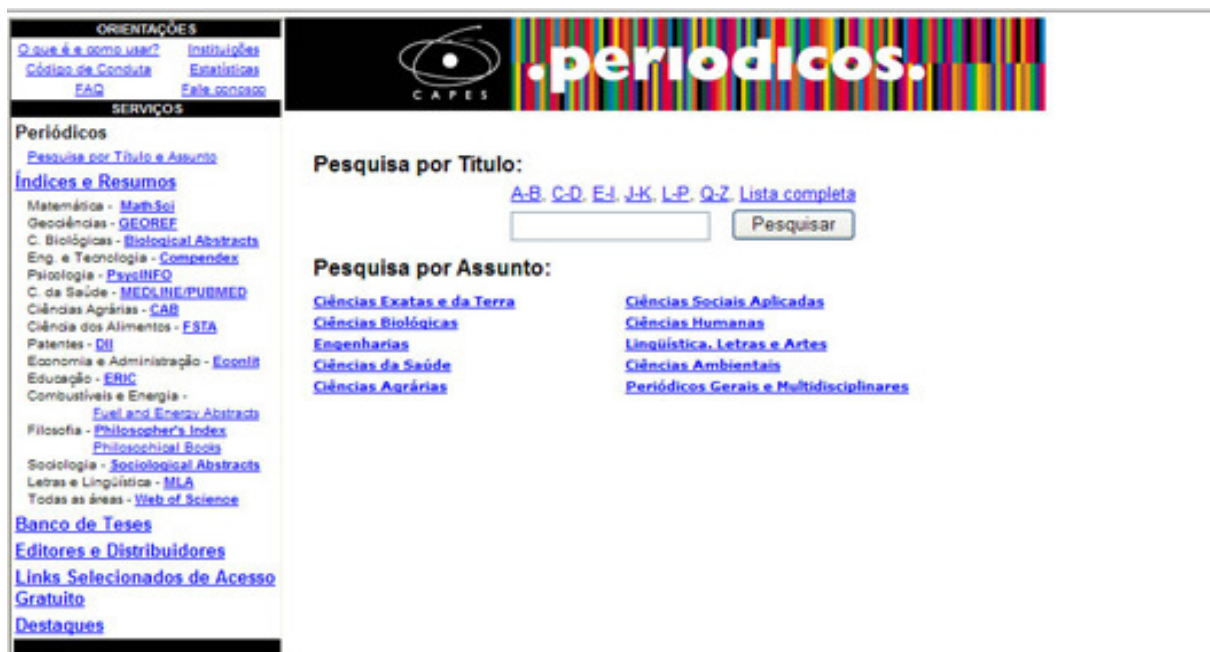 ORIENTAÇÕES
O que é e como usar? Instituições
Código de Conduta Estatísticas
FAQ Fale conosco
SERVIÇOS
Periódicos
Pesquisa por Título e Assunto
Índices e Resumos
Matemática - MathSci
Geociências - GEOREF
C. Biológicas - Biological Abstracts
Eng. e Tecnologia - Compendex
Psicologia - PsycINFO
C. da Saúde - MEDLINE/PUBMED
Ciências Agrárias - CAB
Ciência dos Alimentos - FSTA
Patentes - DII
Economia e Administração - Econlit
Educação - ERIC
Combustíveis e Energia -
Fuel and Energy Abstracts
Filosofia - Philosopher's Index
Philosophical Books
Sociologia - Sociological Abstracts
Letras e Lingüística - MLA
Todas as áreas - Web of Science
Banco de Teses
Editores e Distribuidores
Links Selecionados de Acesso
Gratuito
Destaques
CAPES
.periodicos.
Pesquisa por Titulo:
A-B, C-D, E-I, J-K, L-P, Q-Z, Lista completa
Pesquisar
Pesquisa por Assunto:
Ciências Exatas e da Terra
Ciências Biológicas
Engenharias
Ciências da Saúde
Ciências Agrárias
Ciências Sociais Aplicadas
Ciências Humanas
Lingüística, Letras e Artes
Ciências Ambientais
Periódicos Gerais e Multidisciplinares